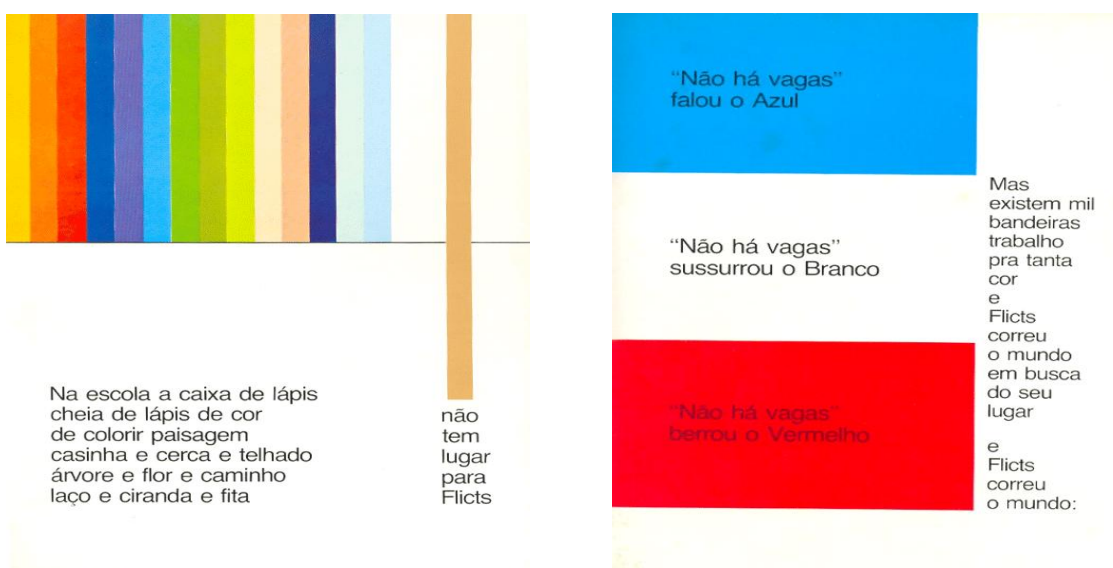 Na escola a caixa de lápis
cheia de lápis de cor
de colorir paisagem
casinha e cerca e telhado
árvore e flor e caminho
laço e ciranda e fita
não
tem
lugar
para
Flicts
“Não há vagas”
falou o Azul
“Não há vagas”
sussurrou o Branco
“Não há vagas”
berrou o Vermelho
Mas
existem mil
bandeiras
trabalho
pra tanta
cor
e
Flicts
correu
o mundo
em busca
do seu
lugar
e
Flicts
correu
o mundo: